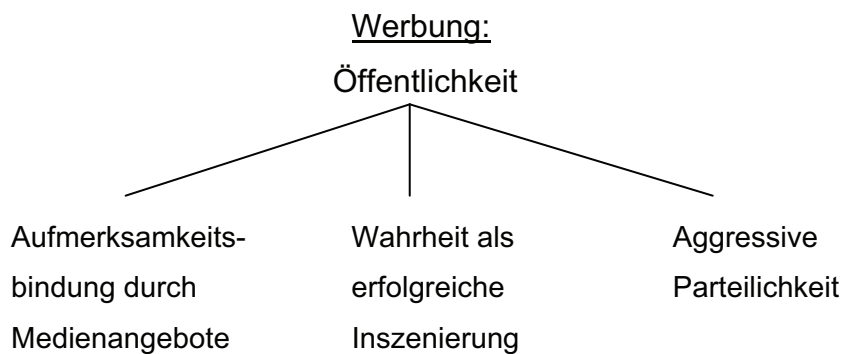 Werbung:
Öffentlichkeit
Aufmerksamkeits-
bindung durch
Medienangebote
Wahrheit als
erfolgreiche
Inszenierung
Aggressive
Parteilichkeit